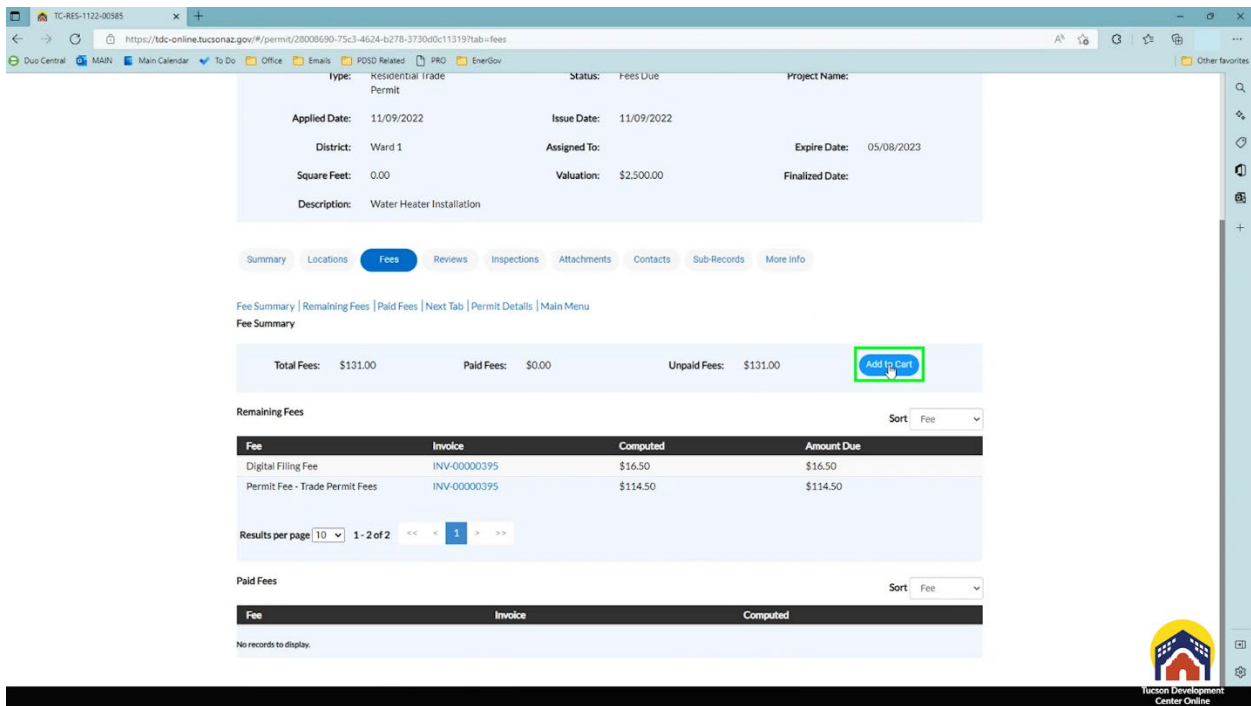 TC-RES-1122-00585
https://tdc-online.tucsonaz.gov/#/permit/28008690-75c3-4624-b278-3730d0c11319?tab=fees
Duo Central MAIN Main Calendar To Do Office Emails PDSD Related PRO EnerGov Other favorites
Type: Residential Trade Permit Status: Fees Due Project Name:
Applied Date: 11/09/2022 Issue Date: 11/09/2022
District: Ward 1 Assigned To: Expire Date: 05/08/2023
Square Feet: 0.00 Valuation: $2,500.00 Finalized Date:
Description: Water Heater Installation
Summary Locations Fees Reviews Inspections Attachments Contacts Sub-Records More Info
Fee Summary | Remaining Fees | Paid Fees | Next Tab | Permit Details | Main Menu
Fee Summary
Total Fees: $131.00 Paid Fees: $0.00 Unpaid Fees: $131.00 Add to Cart
Remaining Fees
Sort Fee
Fee Invoice Computed Amount Due
Digital Filing Fee INV-00000395 $16.50 $16.50
Permit Fee - Trade Permit Fees INV-00000395 $114.50 $114.50
Results per page 10 1 - 2 of 2 << < 1 > >>
Paid Fees
Sort Fee
Fee Invoice Computed
No records to display.
Tucson Development
Center Online